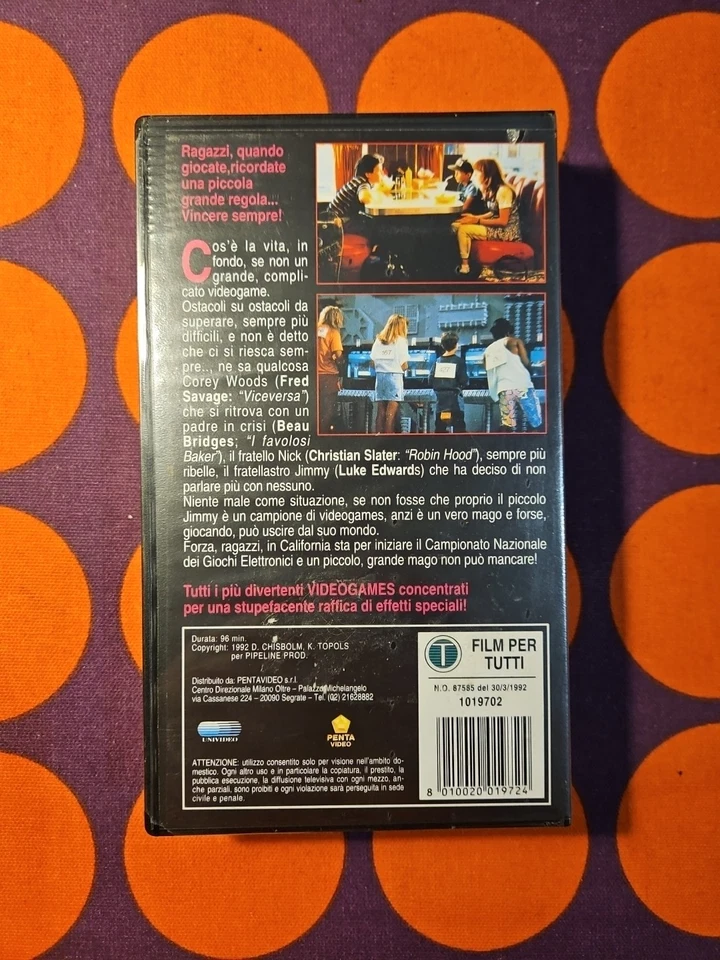 Ragazzi, quando
giocate,ricordate
una piccola
grande regola...
Vincere sempre!
Cos'è la vita, in
fondo, se non un
grande, compli-
cato videogame.
Ostacoli su ostacoli da
superare, sempre più
difficili, e non è detto
che ci si riesca sem-
pre.., ne sa qualcosa
Corey Woods (Fred
Savage: "Viceversa")
che si ritrova con un
padre in crisi (Beau
Bridges; "I favolosi
Baker"), il fratello Nick (Christian Slater: "Robin Hood"), sempre più
ribelle, il fratellastro Jimmy (Luke Edwards) che ha deciso di non
parlare più con nessuno.
Niente male come situazione, se non fosse che proprio il piccolo
Jimmy è un campione di videogames, anzi è un vero mago e forse,
giocando, può uscire dal suo mondo.
Forza, ragazzi, in California sta per iniziare il Campionato Nazionale
dei Giochi Elettronici e un piccolo, grande mago non può mancare!
Tutti i più divertenti VIDEOGAMES concentrati
per una stupefacente raffica di effetti speciali!
Durata: 96 min.
Copyright: 1992 D. CHISBOLM, K. TOPOLS
per PIPELINE PROD.
Distribuito da: PENTAVIDEO s.r.l.
Centro Direzionale Milano Oltre – Palazzo Michelangelo
via Cassanese 224 – 20090 Segrate – Tel. (02) 21628882
UNIVIDEO
PENTA
VIDEO
ATTENZIONE: utilizzo consentito solo per visione nell'ambito do-
mestico. Ogni altro uso e in particolare la copiatura, il prestito, la
pubblica esecuzione, la diffusione televisiva con ogni mezzo, an-
che parziali, sono proibiti e ogni violazione sarà perseguita in sede
civile e penale.
T FILM PER
TUTTI
N.O. 87585 del 30/3/1992
1019702
8 010020 019724